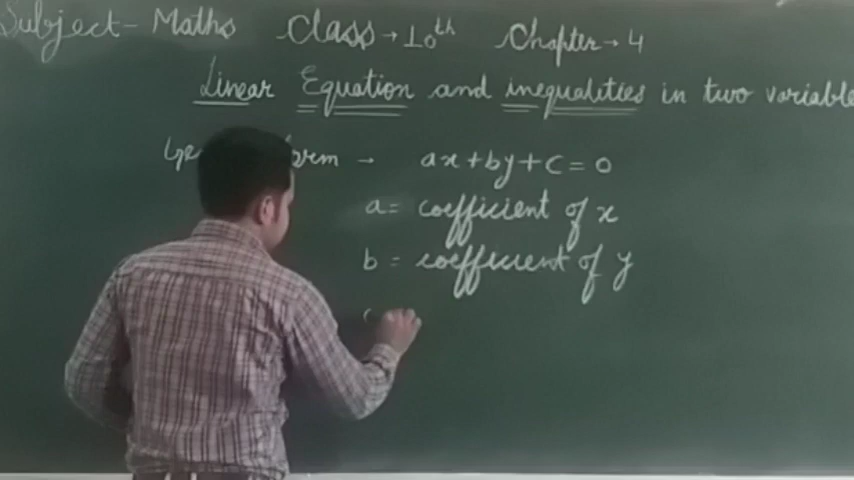 Subject - Maths Class → 10th Chapter → 4
Linear Equation and inequalities in two variable
→ ax + by + c = 0
a = coefficient of x
b = coefficient of y
c